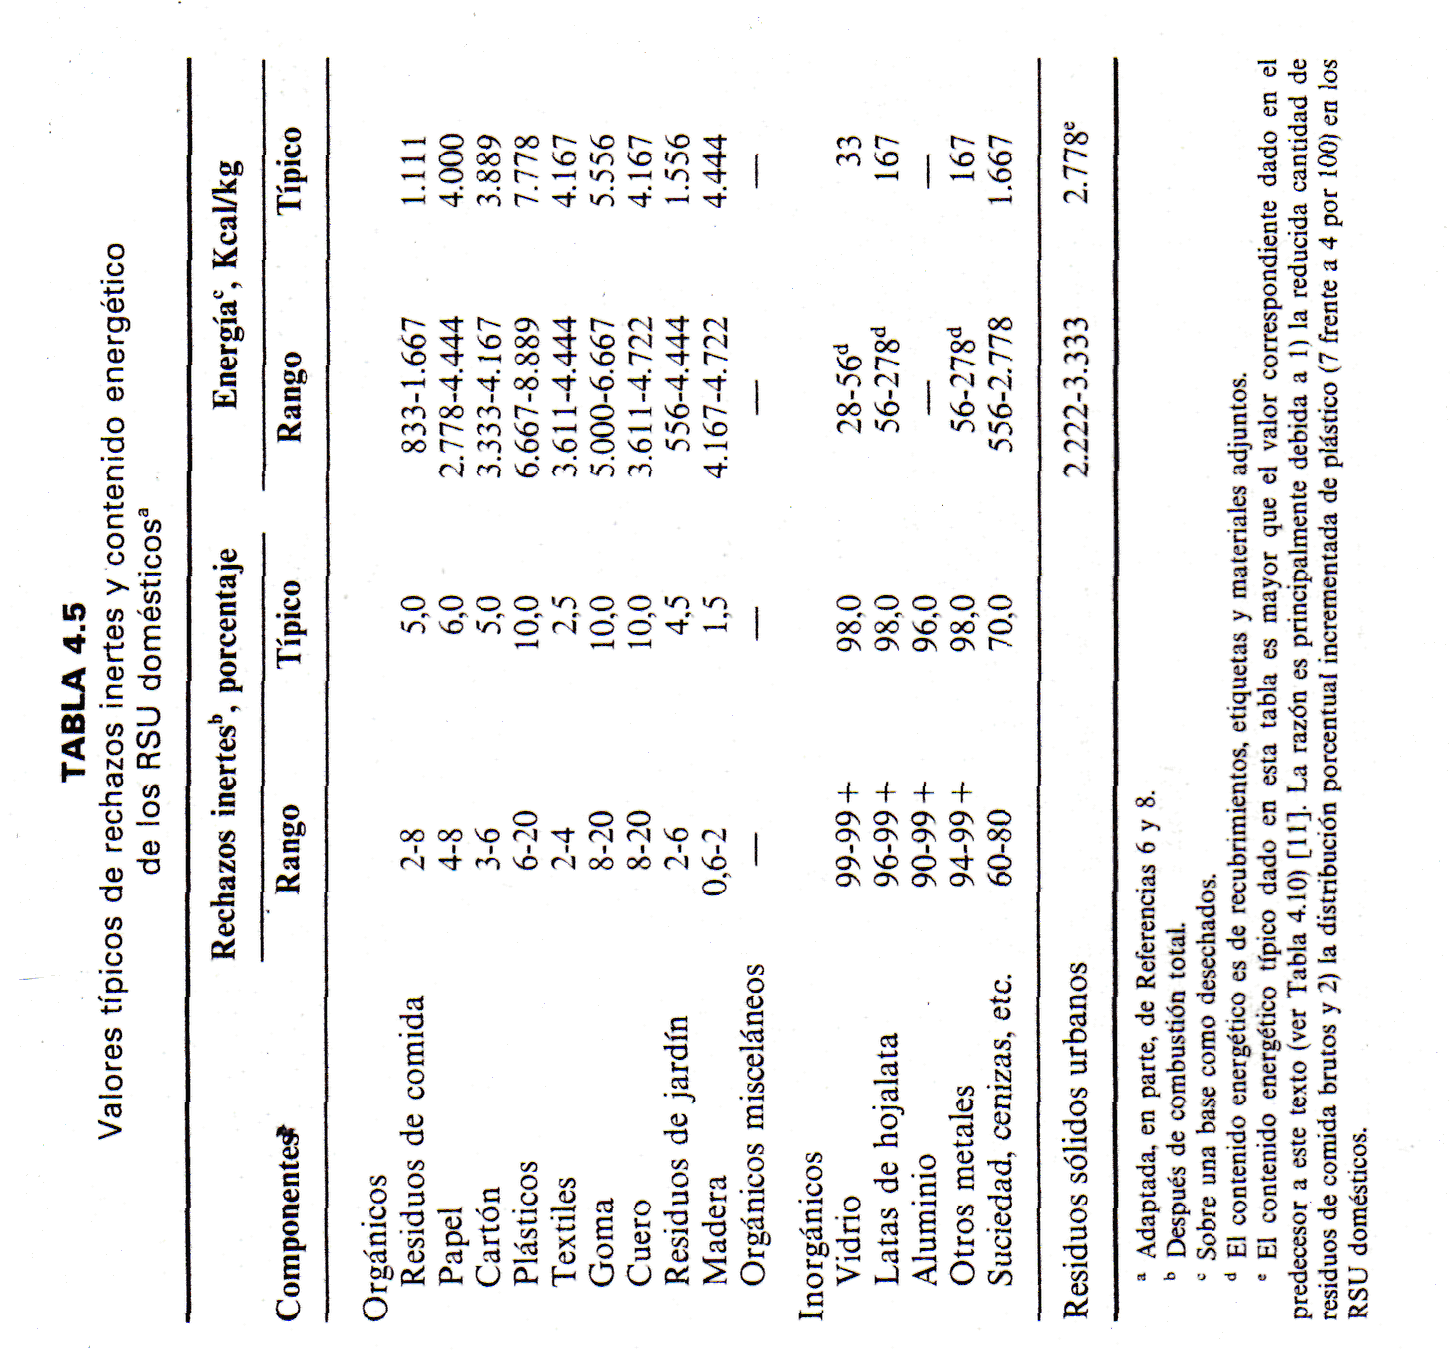 TABLA 4.5
Valores típicos de rechazos inertes y contenido energético
de los RSU domésticosᵃ
Rechazos inertesᵇ, porcentaje Energíaᶜ, Kcal/kg
Componentes Rango Típico Rango Típico
Orgánicos
Residuos de comida 2-8 5,0 833-1.667 1.111
Papel 4-8 6,0 2.778-4.444 4.000
Cartón 3-6 5,0 3.333-4.167 3.889
Plásticos 6-20 10,0 6.667-8.889 7.778
Textiles 2-4 2,5 3.611-4.444 4.167
Goma 8-20 10,0 5.000-6.667 5.556
Cuero 8-20 10,0 3.611-4.722 4.167
Residuos de jardín 2-6 4,5 556-4.444 1.556
Madera 0,6-2 1,5 4.167-4.722 4.444
Orgánicos misceláneos — — — —
Inorgánicos
Vidrio 99-99+ 98,0 28-56ᵈ 33
Latas de hojalata 96-99+ 98,0 56-278ᵈ 167
Aluminio 90-99+ 96,0 — —
Otros metales 94-99+ 98,0 56-278ᵈ 167
Suciedad, cenizas, etc. 60-80 70,0 556-2.778 1.667
Residuos sólidos urbanos 2.222-3.333 2.778ᵉ
ᵃ Adaptada, en parte, de Referencias 6 y 8.
ᵇ Después de combustión total.
ᶜ Sobre una base como desechados.
ᵈ El contenido energético es de recubrimientos, etiquetas y materiales adjuntos.
ᵉ El contenido energético típico dado en esta tabla es mayor que el valor correspondiente dado en el
predecesor a este texto (ver Tabla 4.10) [11]. La razón es principalmente debida a 1) la reducida cantidad de
residuos de comida brutos y 2) la distribución porcentual incrementada de plástico (7 frente a 4 por 100) en los
RSU domésticos.